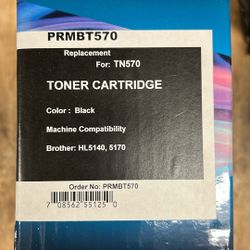 PRMBT570
Replacement
For: TN570
TONER CARTRIDGE
Color : Black
Machine Compatibility
Brother: HL5140, 5170
Order No: PRMBT570
7 08562 55125 0